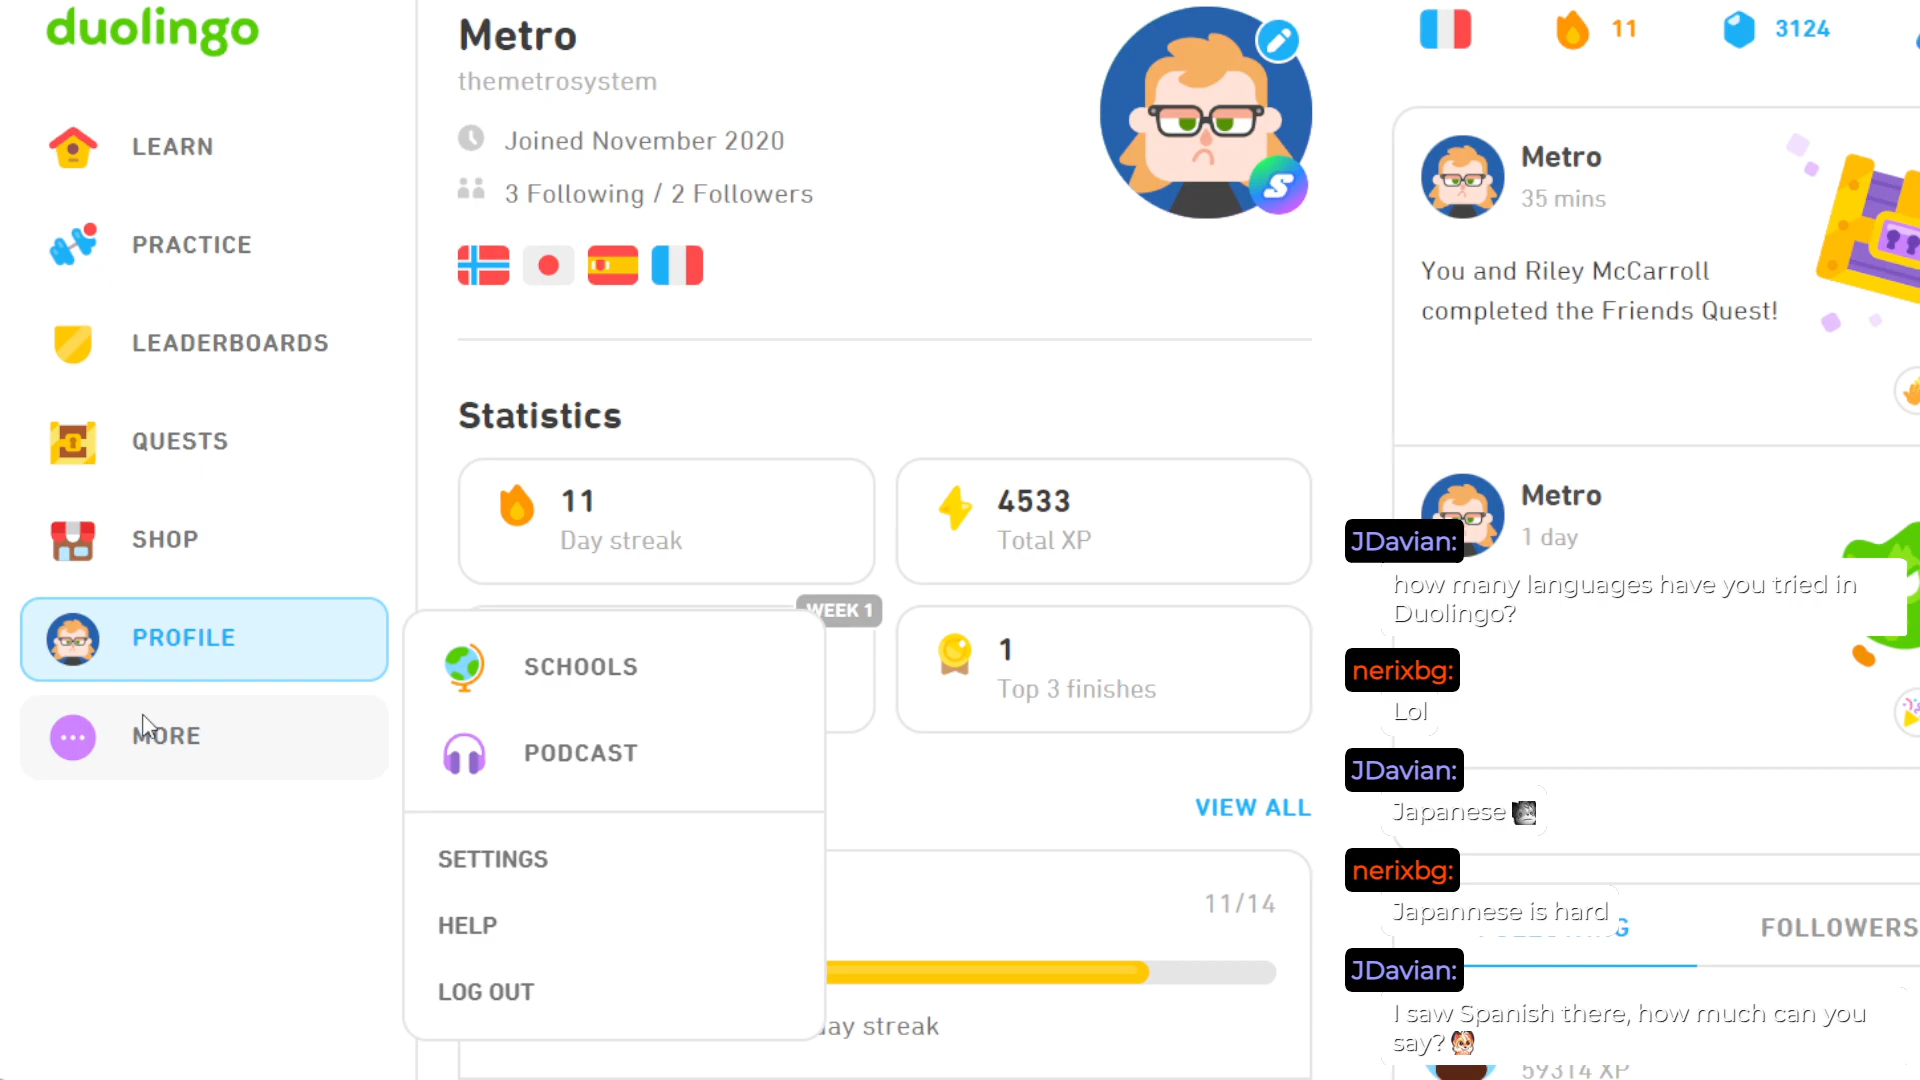 duolingo
LEARN
PRACTICE
LEADERBOARDS
QUESTS
SHOP
PROFILE
MORE
Metro
themetrosystem
Joined November 2020
3 Following / 2 Followers
Statistics
11
Day streak
4533
Total XP
WEEK 1
1
Top 3 finishes
SCHOOLS
PODCAST
SETTINGS
HELP
LOG OUT
VIEW ALL
11/14
day streak
11
3124
Metro
35 mins
You and Riley McCarroll
completed the Friends Quest!
Metro
1 day
JDavian:
how many languages have you tried in
Duolingo?
nerixbg:
Lol
JDavian:
Japanese
nerixbg:
Japannese is hard
FOLLOWERS
JDavian:
I saw Spanish there, how much can you
say?
59314 XP